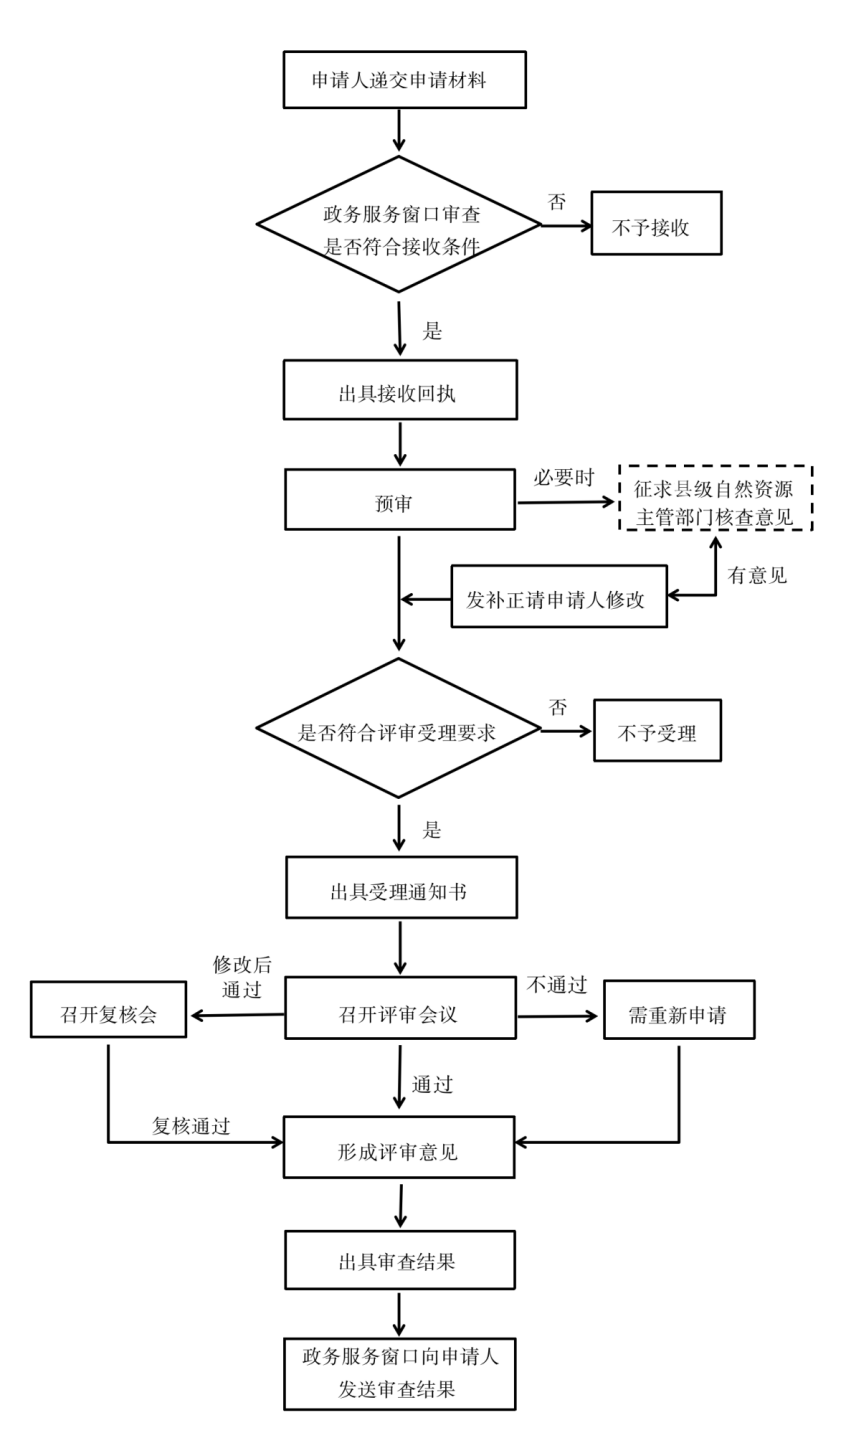 申请人递交申请材料
政务服务窗口审查
是否符合接收条件
否
不予接收
是
出具接收回执
预审
必要时
征求县级自然资源
主管部门核查意见
有意见
发补正请申请人修改
是否符合评审受理要求
否
不予受理
是
出具受理通知书
修改后
通过
召开复核会
召开评审会议
不通过
需重新申请
通过
复核通过
形成评审意见
出具审查结果
政务服务窗口向申请人
发送审查结果